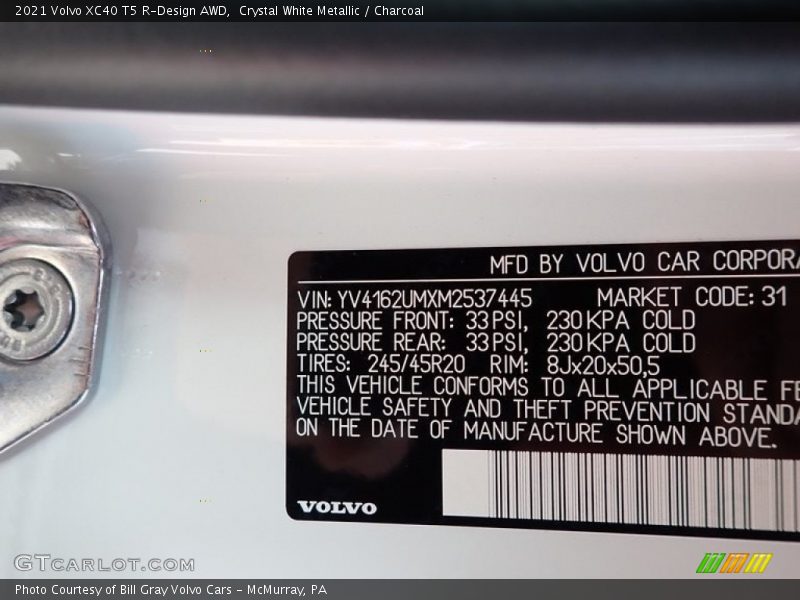 2021 Volvo XC40 T5 R-Design AWD, Crystal White Metallic / Charcoal
MFD BY VOLVO CAR CORPORA
VIN: YV4162UMXM2537445 MARKET CODE: 31
PRESSURE FRONT: 33 PSI, 230 KPA COLD
PRESSURE REAR: 33 PSI, 230 KPA COLD
TIRES: 245/45R20 RIM: 8Jx20x50,5
THIS VEHICLE CONFORMS TO ALL APPLICABLE FE
VEHICLE SAFETY AND THEFT PREVENTION STANDA
ON THE DATE OF MANUFACTURE SHOWN ABOVE.
VOLVO
GTCARLOT.COM
Photo Courtesy of Bill Gray Volvo Cars - McMurray, PA